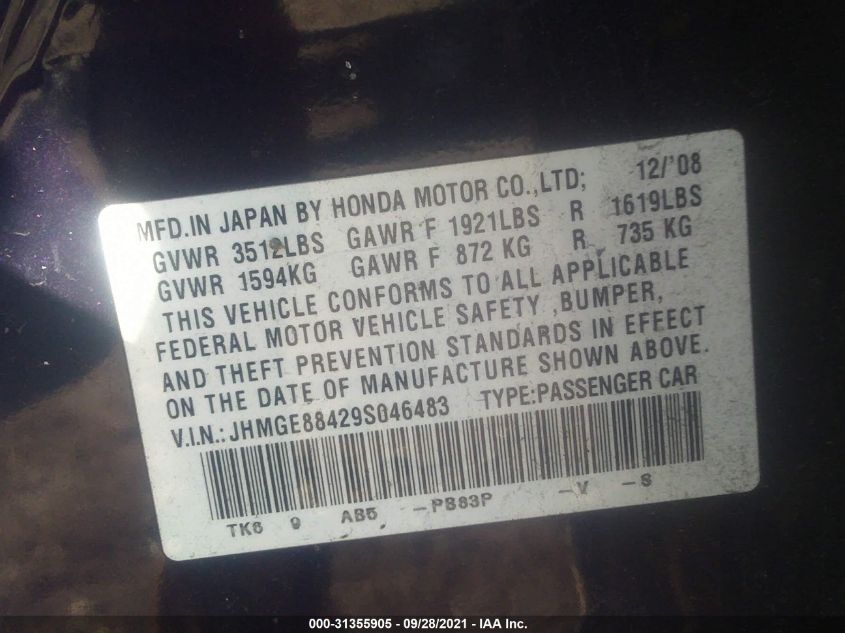 MFD.IN JAPAN BY HONDA MOTOR CO.,LTD; 12/'08
GVWR 3512LBS GAWR F 1921LBS R 1619LBS
GVWR 1594KG GAWR F 872 KG R 735 KG
THIS VEHICLE CONFORMS TO ALL APPLICABLE
FEDERAL MOTOR VEHICLE SAFETY ,BUMPER,
AND THEFT PREVENTION STANDARDS IN EFFECT
ON THE DATE OF MANUFACTURE SHOWN ABOVE.
V.I.N.: JHMGE88429S046483 TYPE:PASSENGER CAR
TK6 9 AB5 -PB83P -V -S
000-31355905 - 09/28/2021 - IAA Inc.